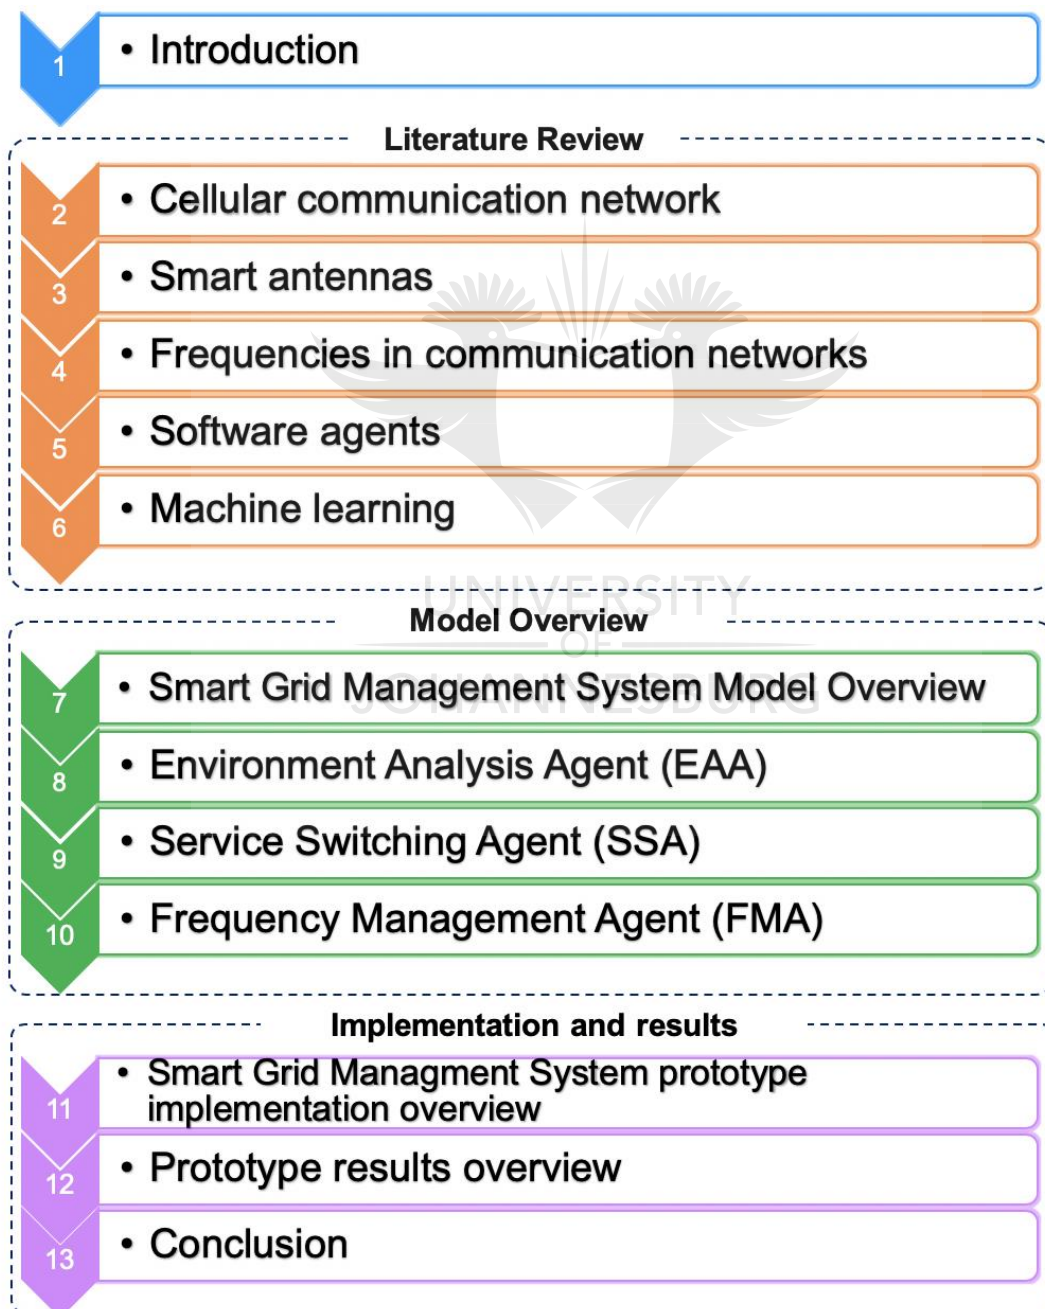 1
• Introduction
Literature Review
2
• Cellular communication network
3
• Smart antennas
4
• Frequencies in communication networks
5
• Software agents
6
• Machine learning
UNIVERSITY
Model Overview
OF
7
• Smart Grid Management System Model Overview
JOHANNESBURG
8
• Environment Analysis Agent (EAA)
9
• Service Switching Agent (SSA)
10
• Frequency Management Agent (FMA)
Implementation and results
11
• Smart Grid Managment System prototype
implementation overview
12
• Prototype results overview
13
• Conclusion